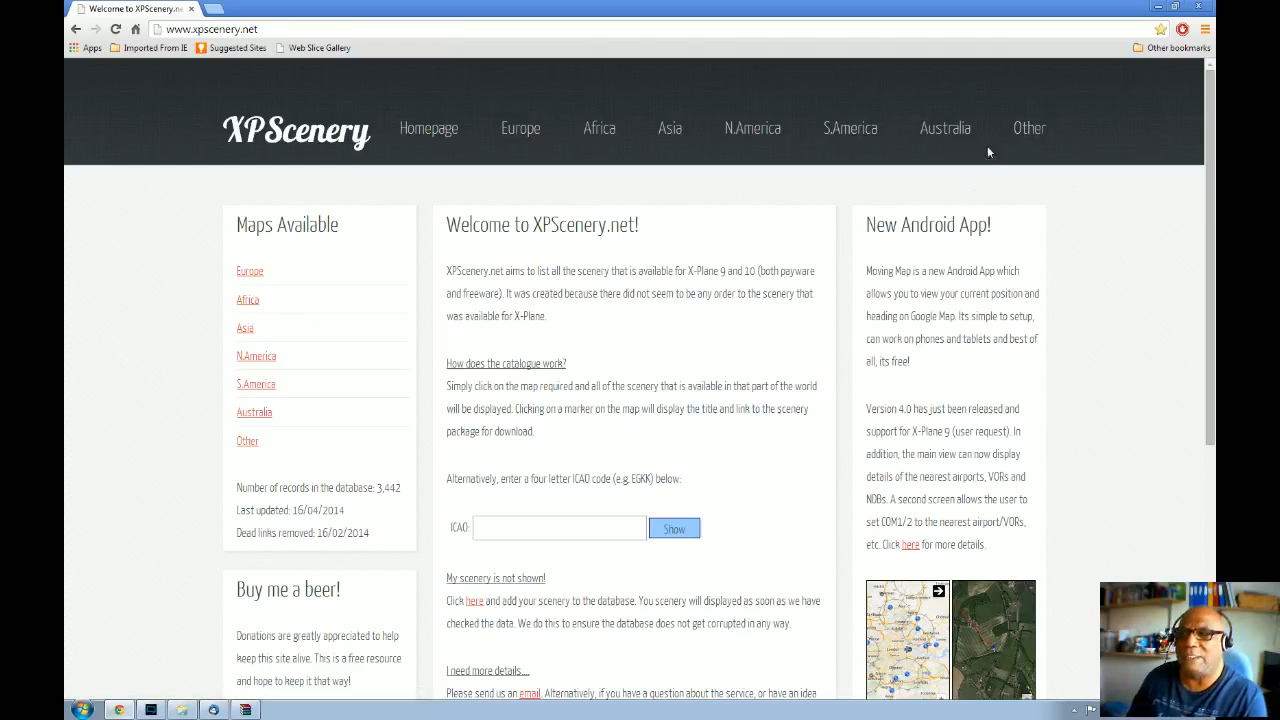 Welcome to XPScenery.ne
www.xpscenery.net
Apps Imported From IE Suggested Sites Web Slice Gallery Other bookmarks
XPScenery Homepage Europe Africa Asia N.America S.America Australia Other
Maps Available
Europe
Africa
Asia
N.America
S.America
Australia
Other
Number of records in the database: 3,442
Last updated: 16/04/2014
Dead links removed: 16/02/2014
Buy me a beer!
Donations are greatly appreciated to help
keep this site alive. This is a free resource
and hope to keep it that way!
Welcome to XPScenery.net!
XPScenery.net aims to list all the scenery that is available for X-Plane 9 and 10 (both payware
and freeware). It was created because there did not seem to be any order to the scenery that
was available for X-Plane.
How does the catalogue work?
Simply click on the map required and all of the scenery that is available in that part of the world
will be displayed. Clicking on a marker on the map will display the title and link to the scenery
package for download.
Alternatively, enter a four letter ICAO code (e.g. EGKK) below:
ICAO: Show
My scenery is not shown!
Click here and add your scenery to the database. You scenery will displayed as soon as we have
checked the data. We do this to ensure the database does not get corrupted in any way.
I need more details....
Please send us an email. Alternatively, if you have a question about the service, or have an idea
New Android App!
Moving Map is a new Android App which
allows you to view your current position and
heading on Google Map. Its simple to setup,
can work on phones and tablets and best of
all, its free!
Version 4.0 has just been released and
support for X-Plane 9 (user request). In
addition, the main view can now display
details of the nearest airports, VORs and
NDBs. A second screen allows the user to
set COM1/2 to the nearest airport/VORs,
etc. Click here for more details.